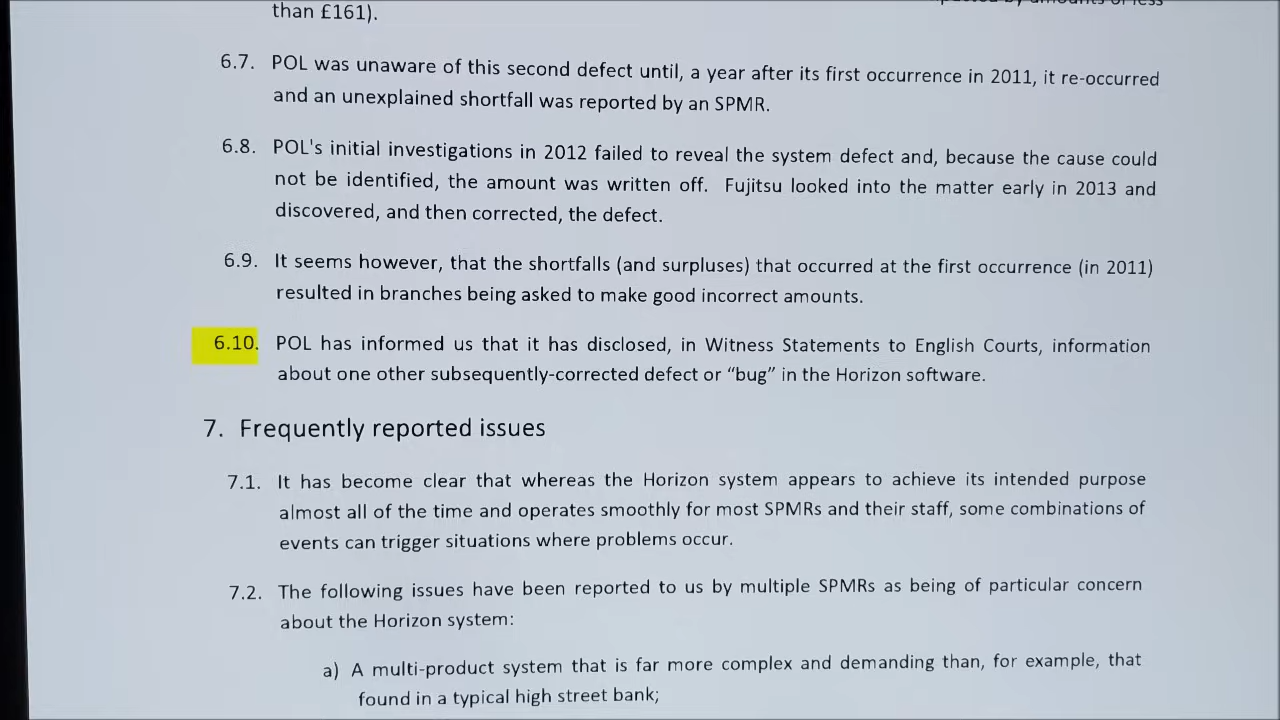 than £161).
6.7. POL was unaware of this second defect until, a year after its first occurrence in 2011, it re-occurred
and an unexplained shortfall was reported by an SPMR.
6.8. POL's initial investigations in 2012 failed to reveal the system defect and, because the cause could
not be identified, the amount was written off. Fujitsu looked into the matter early in 2013 and
discovered, and then corrected, the defect.
6.9. It seems however, that the shortfalls (and surpluses) that occurred at the first occurrence (in 2011)
resulted in branches being asked to make good incorrect amounts.
6.10. POL has informed us that it has disclosed, in Witness Statements to English Courts, information
about one other subsequently-corrected defect or “bug” in the Horizon software.
7. Frequently reported issues
7.1. It has become clear that whereas the Horizon system appears to achieve its intended purpose
almost all of the time and operates smoothly for most SPMRs and their staff, some combinations of
events can trigger situations where problems occur.
7.2. The following issues have been reported to us by multiple SPMRs as being of particular concern
about the Horizon system:
a) A multi-product system that is far more complex and demanding than, for example, that
found in a typical high street bank;